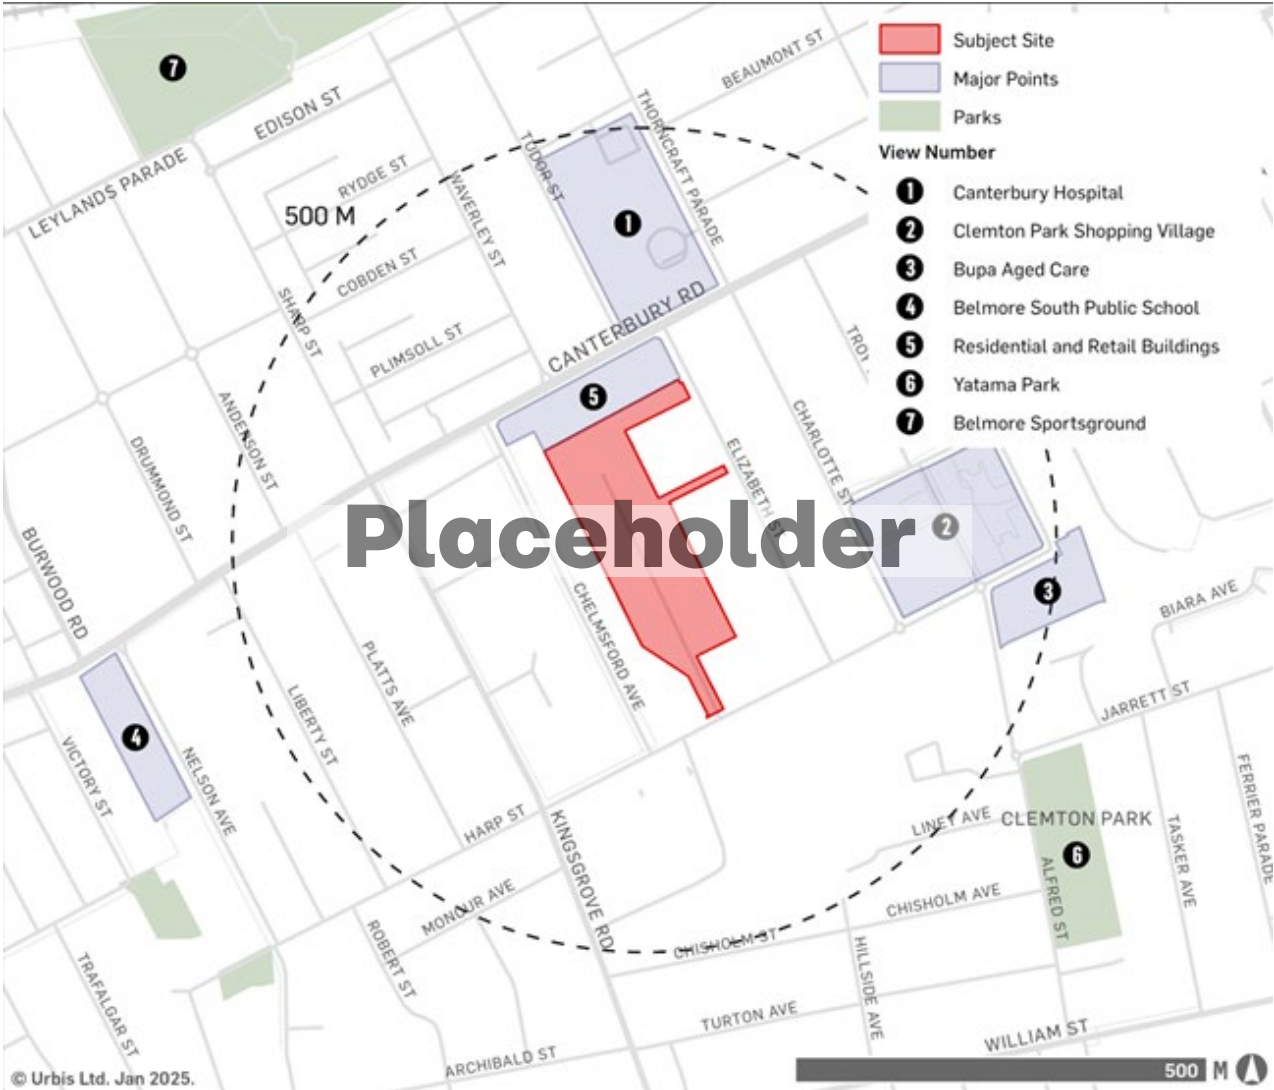 Subject Site
Major Points
Parks
View Number
1 Canterbury Hospital
2 Clemton Park Shopping Village
3 Bupa Aged Care
4 Belmore South Public School
5 Residential and Retail Buildings
6 Yatama Park
7 Belmore Sportsground
7
EDISON ST
BEAUMONT ST
THORNCRAFT PARADE
TUDOR ST
LEYLANDS PARADE
RYDGE ST
WAVERLEY ST
500 M
1
COBDEN ST
SHARP ST
PLIMSOLL ST
CANTERBURY RD
5
ANDERSON ST
DRUMMOND ST
CHARLOTTE ST
ELIZABETH ST
Placeholder
2
BURWOOD RD
CHELMSFORD AVE
3
BIARA AVE
PLATTS AVE
LIBERTY ST
JARRETT ST
4
VICTORY ST
NELSON AVE
HARP ST
KINGSGROVE RD
LINEY AVE
CLEMTON PARK
6
ALFRED ST
TASKER AVE
FERRIER PARADE
MONOUR AVE
CHISHOLM AVE
CHISHOLM ST
ROBERT ST
HILLSIDE AVE
TRAFALGAR ST
TURTON AVE
WILLIAM ST
ARCHIBALD ST
500 M
© Urbis Ltd. Jan 2025.